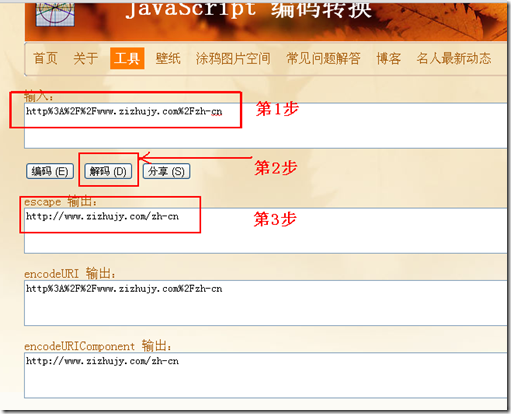 JavaScript 编码转换
首页 关于 工具 壁纸 涂鸦图片空间 常见问题解答 博客 名人最新动态
输入：
http%3A%2F%2Fwww.zizhujy.com%2Fzh-cn
第1步
编码 (E) 解码 (D) 分享 (S)
第2步
escape 输出：
http://www.zizhujy.com/zh-cn
第3步
encodeURI 输出：
http%3A%2F%2Fwww.zizhujy.com%2Fzh-cn
encodeURIComponent 输出：
http://www.zizhujy.com/zh-cn